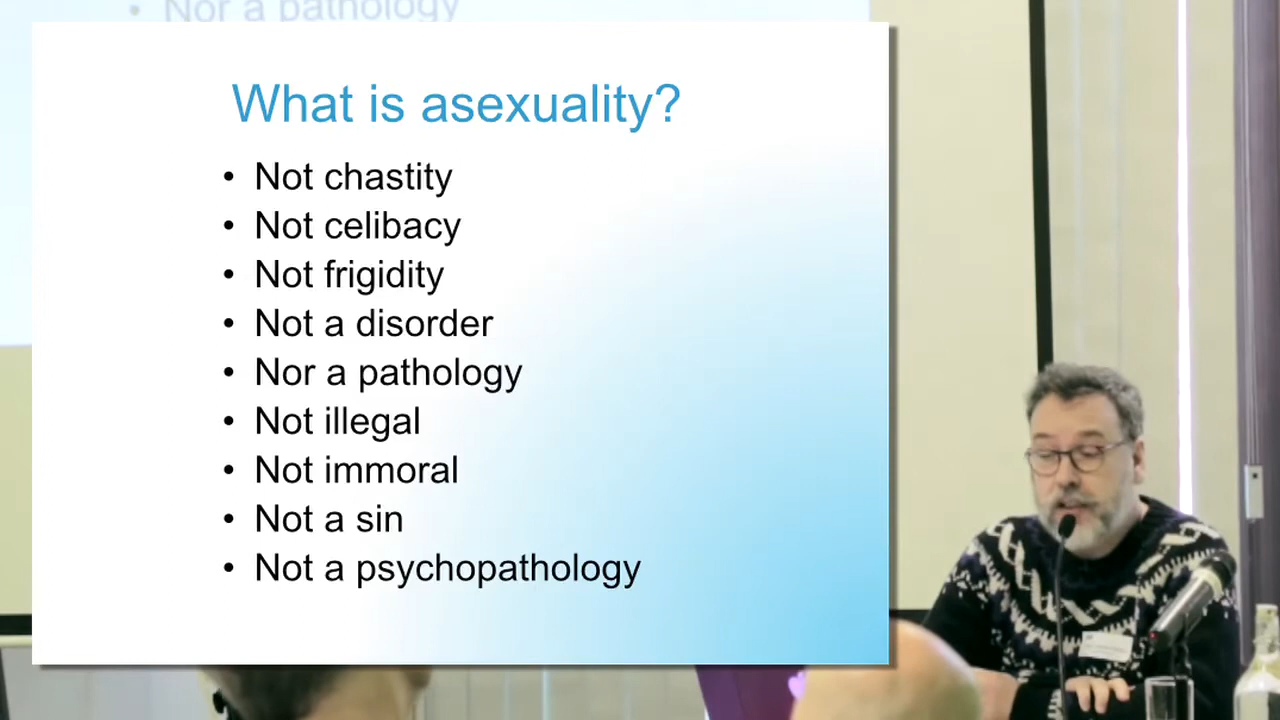 Nor a pathology
What is asexuality?
• Not chastity
• Not celibacy
• Not frigidity
• Not a disorder
• Nor a pathology
• Not illegal
• Not immoral
• Not a sin
• Not a psychopathology